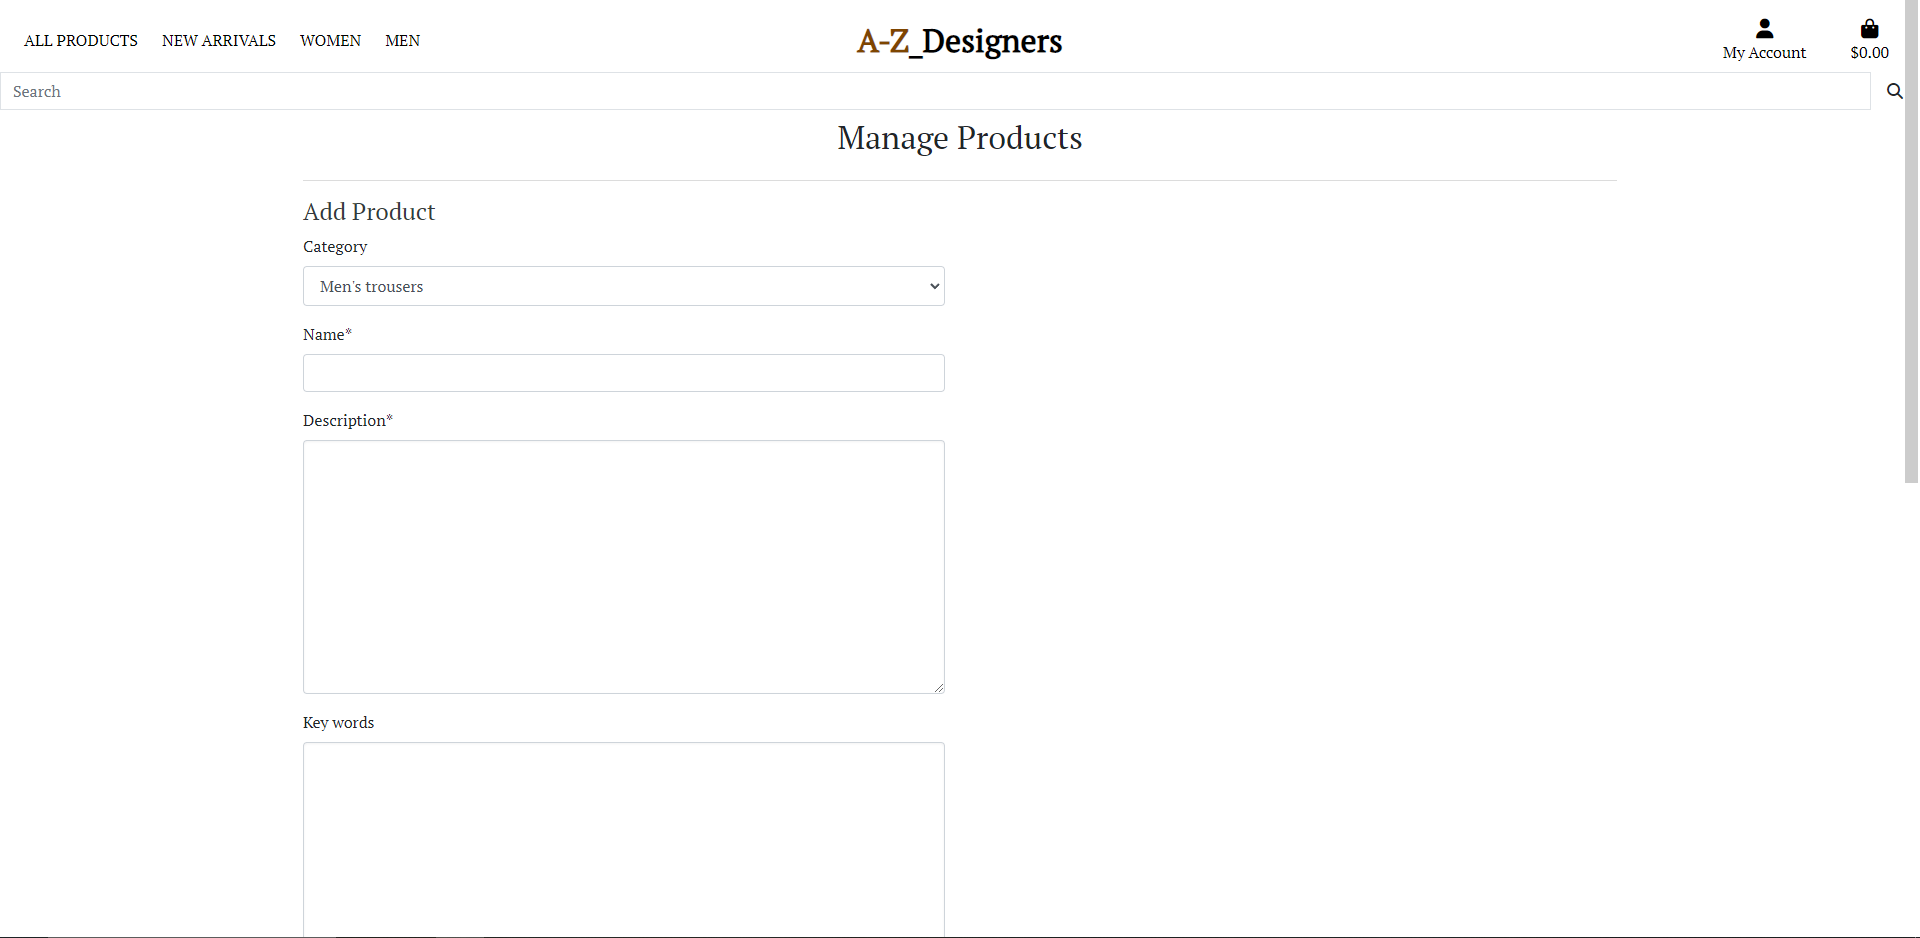 ALL PRODUCTS NEW ARRIVALS WOMEN MEN
A-Z_Designers
My Account
$0.00
Search
Manage Products
Add Product
Category
Men's trousers
Name*
Description*
Key words